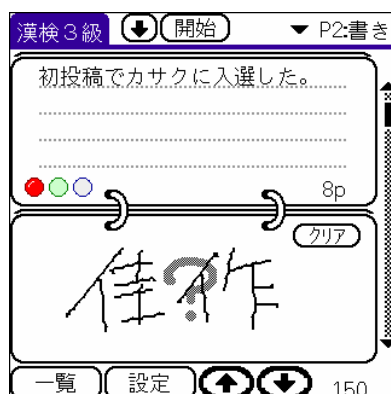 漢検3級 開始 P2:書き
初投稿でカサクに入選した。
8p
クリア
佳作
?
一覧 設定 150